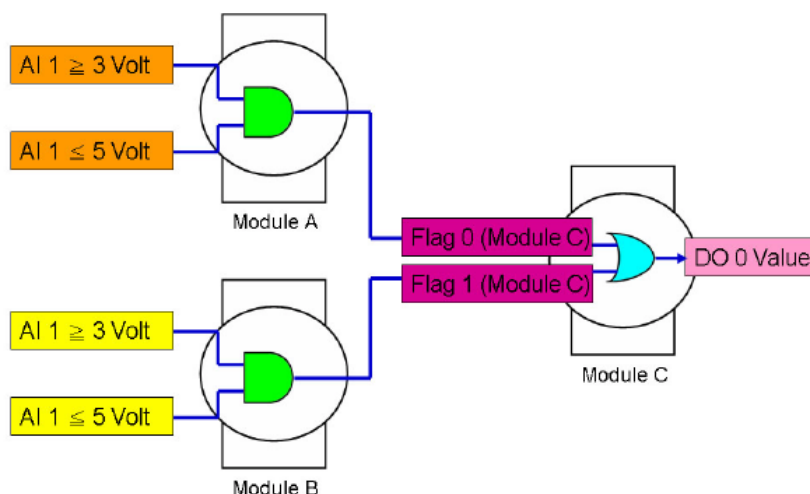 AI 1 ≧ 3 Volt
AI 1 ≦ 5 Volt
Module A
Flag 0 (Module C)
Flag 1 (Module C)
DO 0 Value
Module C
AI 1 ≧ 3 Volt
AI 1 ≦ 5 Volt
Module B